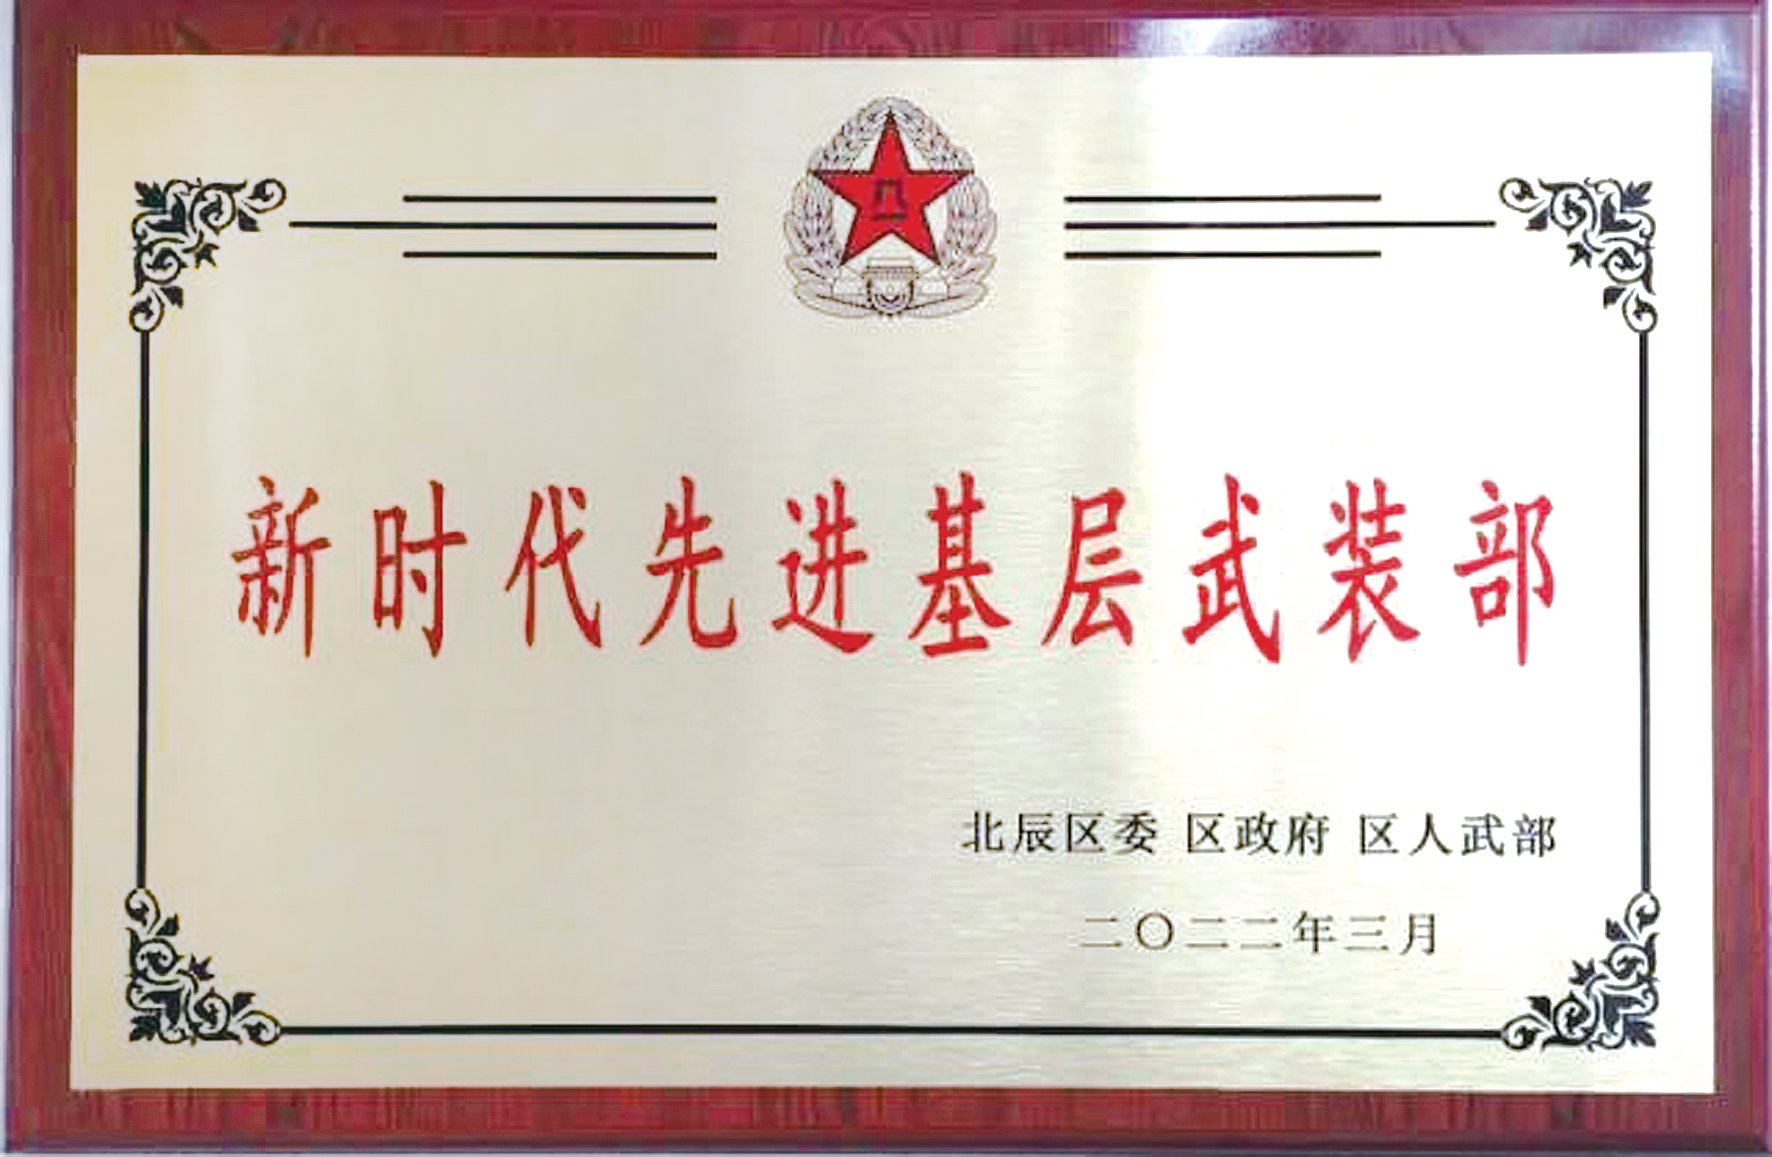 新时代先进基层武装部
北辰区委 区政府 区人武部
二〇二二年三月